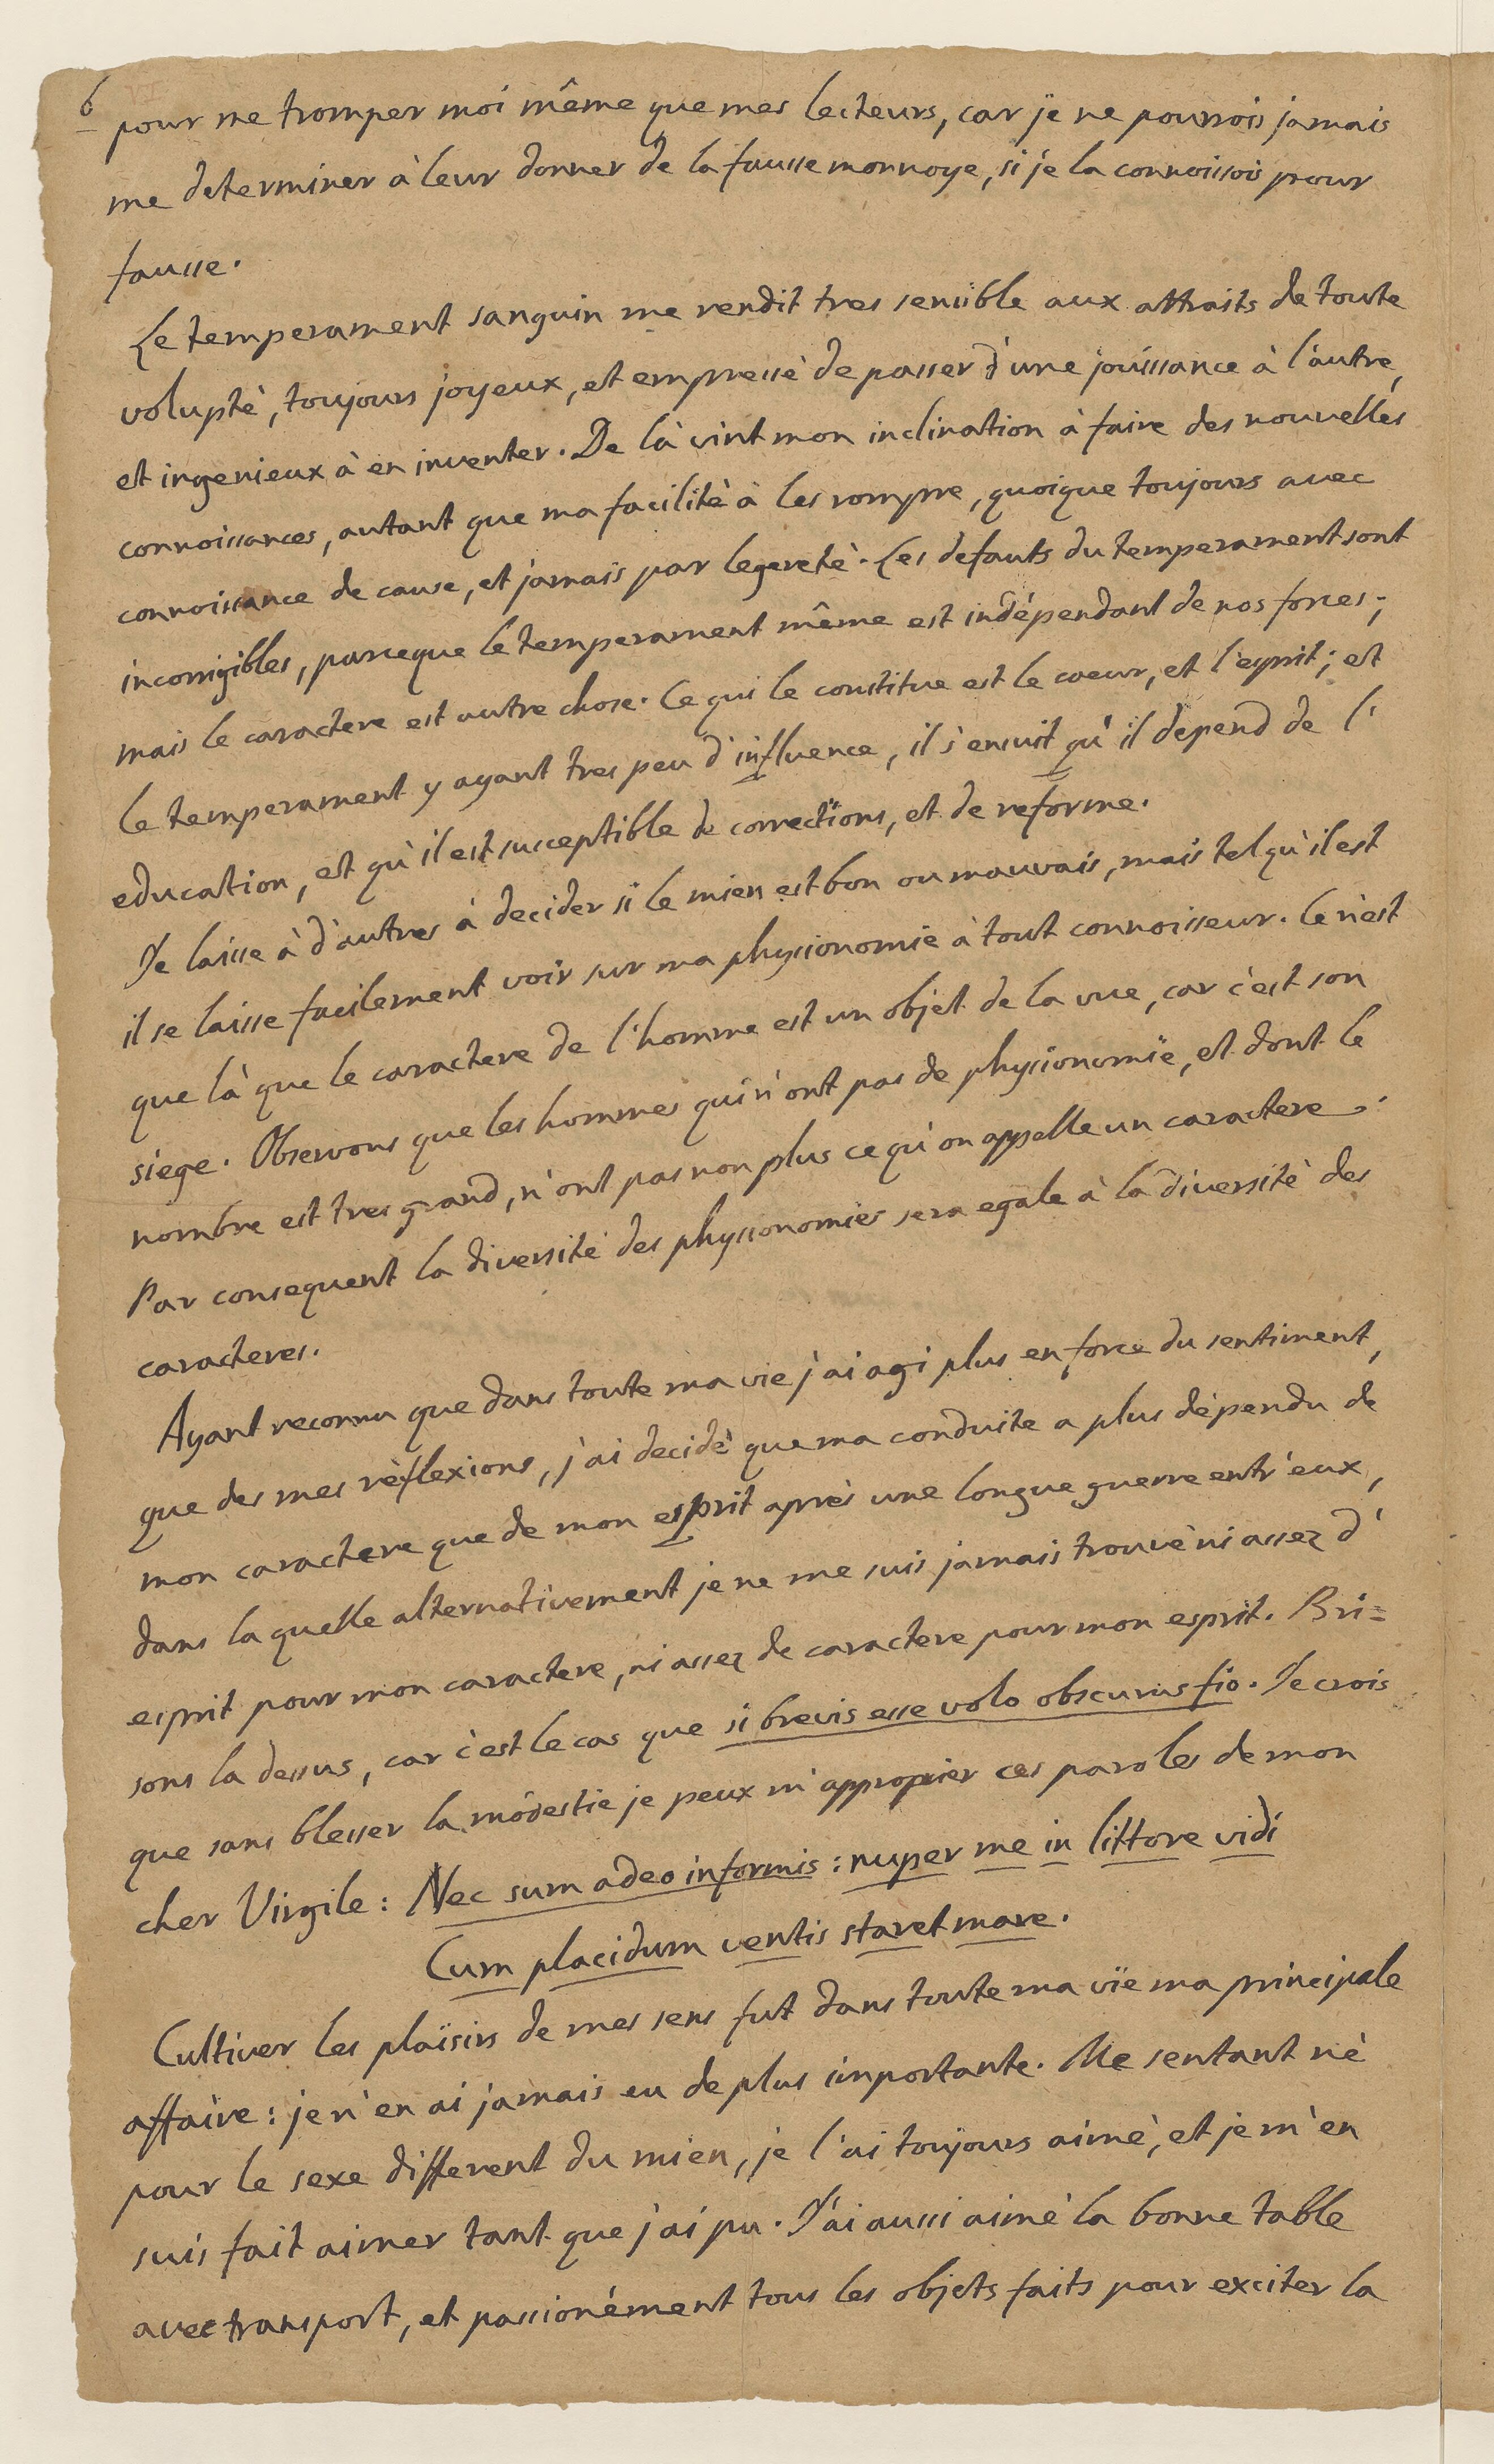 6
pour me tromper moi même que mes lecteurs, car je ne pourrois jamais
me determiner à leur donner de la fausse monnoye, si je la connoissois pour
fausse.
Le temperament sanguin me rendit tres sensible aux attraits de toute
voluptè, toujours joyeux, et empressè de passer d'une jouissance à l'autre,
et ingenieux à en inventer. De là vint mon inclination à faire des nouvelles
connoissances, autant que ma facilitè à les rompre, quoique toujours avec
connoissance de cause, et jamais par legeretè. Les defauts du temperament sont
incorrigibles, parceque le temperament même est indépendant de nos forces;
mais le caractere est autre chose. Ce qui le constitue est le coeur, et l'esprit; et
le temperament y ayant tres peu d'influence, il s'ensuit qu'il depend de l'
education, et qu'il est susceptible de corrections, et de reforme.
Je laisse à d'autres à decider si le mien est bon ou mauvais, mais tel qu'il est
il se laisse facilement voir sur ma physionomie à tout connoisseur. Ce n'est
que là que le caractere de l'homme est un objet de la vue, car c'est son
siege. Observons que les hommes qui n'ont pas de physionomie, et dont le
nombre est tres grand, n'ont pas non plus ce qu'on appelle un caractere.
Par consequent la diversité des physionomies sera egale à la diversitè des
caracteres.
Ayant reconnu que dans toute ma vie j'ai agi plus en force du sentiment,
que des mes réflexions, j'ai decidè que ma conduite a plus dépendu de
mon caractere que de mon esprit après une longue guerre entr'eux,
dans la quelle alternativement je ne me suis jamais trouvè ni assez d'
esprit pour mon caractere, ni assez de caractere pour mon esprit. Bri=
sons la dessus, car c'est le cas que si brevis esse volo obscurus fio. Je crois
que sans blesser la modestie je peux m'approprier ces paroles de mon
cher Virgile: Nec sum adeo informis: nuper me in littore vidi
Cum placidum ventis staret mare.
Cultiver les plaisirs de mes sens fut dans toute ma vie ma principale
affaire: je n'en ai jamais eu de plus importante. Me sentant nè
pour le sexe different du mien, je l'ai toujours aimè, et je m'en
suis fait aimer tant que j'ai pu. J'ai aussi aimè la bonne table
avec transport, et passionément tous les objets faits pour exciter la